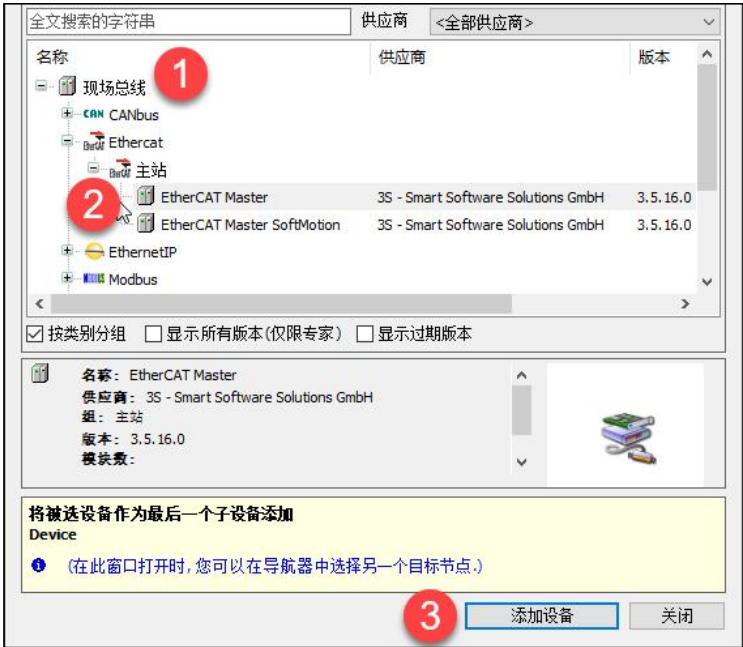 全文搜索的字符串 供应商 <全部供应商>
名称 供应商 版本
现场总线 1
CAN CANbus
EtherCAT Ethercat
EtherCAT 主站
2 EtherCAT Master 3S - Smart Software Solutions GmbH 3.5.16.0
EtherCAT Master SoftMotion 3S - Smart Software Solutions GmbH 3.5.16.0
EthernetIP
MODBUS Modbus
按类别分组 显示所有版本(仅限专家) 显示过期版本
名称: EtherCAT Master
供应商: 3S - Smart Software Solutions GmbH
组: 主站
版本: 3.5.16.0
模块数:
将被选设备作为最后一个子设备添加
Device
(在此窗口打开时,您可以在导航器中选择另一个目标节点.)
3 添加设备 关闭